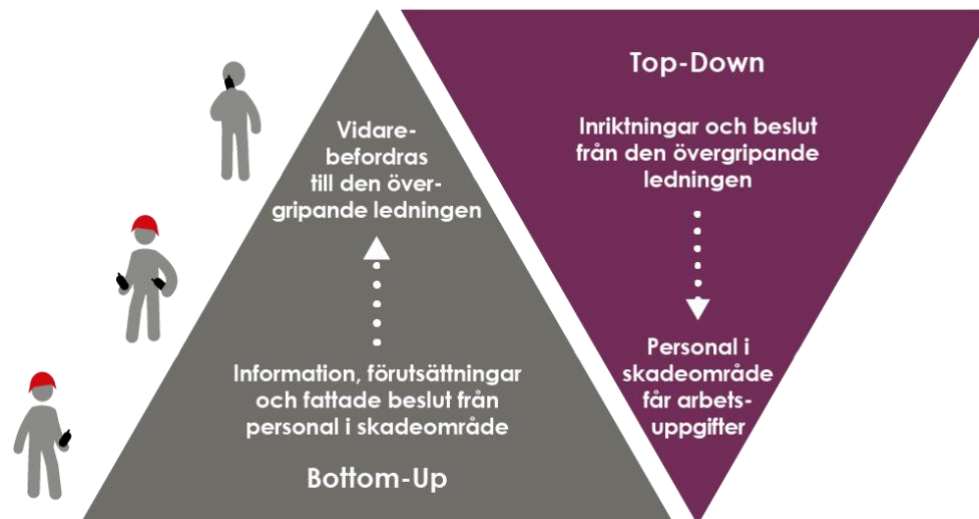 Vidare-
befordras
till den över-
gripande ledningen
Information, förutsättningar
och fattade beslut från
personal i skadeområde
Bottom-Up
Top-Down
Inriktningar och beslut
från den övergripande
ledningen
Personal i
skadeområde
får arbets-
uppgifter